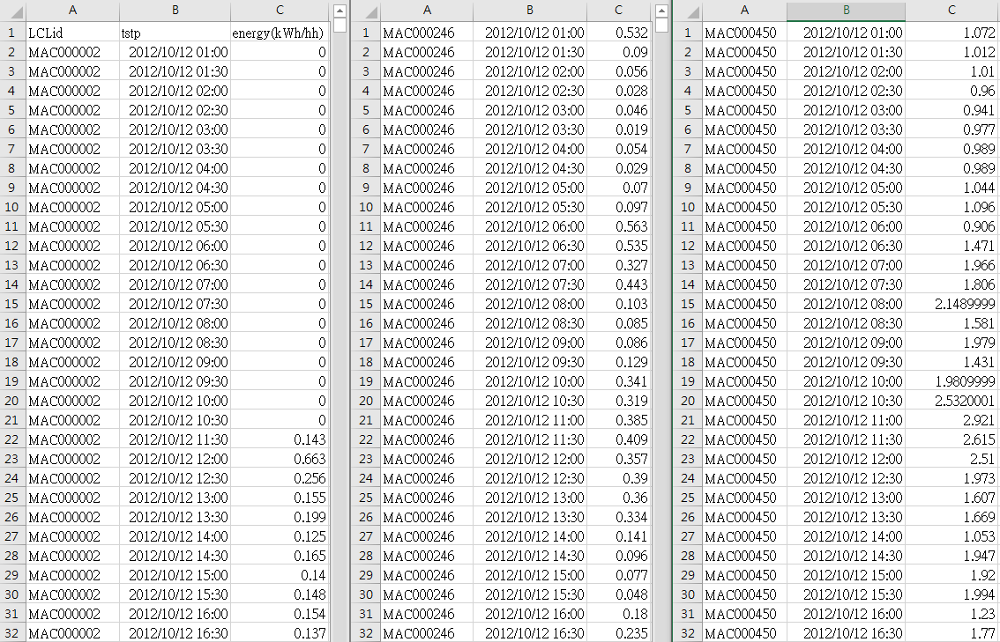 A B C
1 LCLid tstp energy(kWh/hh)
2 MAC000002 2012/10/12 01:00 0
3 MAC000002 2012/10/12 01:30 0
4 MAC000002 2012/10/12 02:00 0
5 MAC000002 2012/10/12 02:30 0
6 MAC000002 2012/10/12 03:00 0
7 MAC000002 2012/10/12 03:30 0
8 MAC000002 2012/10/12 04:00 0
9 MAC000002 2012/10/12 04:30 0
10 MAC000002 2012/10/12 05:00 0
11 MAC000002 2012/10/12 05:30 0
12 MAC000002 2012/10/12 06:00 0
13 MAC000002 2012/10/12 06:30 0
14 MAC000002 2012/10/12 07:00 0
15 MAC000002 2012/10/12 07:30 0
16 MAC000002 2012/10/12 08:00 0
17 MAC000002 2012/10/12 08:30 0
18 MAC000002 2012/10/12 09:00 0
19 MAC000002 2012/10/12 09:30 0
20 MAC000002 2012/10/12 10:00 0
21 MAC000002 2012/10/12 10:30 0
22 MAC000002 2012/10/12 11:30 0.143
23 MAC000002 2012/10/12 12:00 0.663
24 MAC000002 2012/10/12 12:30 0.256
25 MAC000002 2012/10/12 13:00 0.155
26 MAC000002 2012/10/12 13:30 0.199
27 MAC000002 2012/10/12 14:00 0.125
28 MAC000002 2012/10/12 14:30 0.165
29 MAC000002 2012/10/12 15:00 0.14
30 MAC000002 2012/10/12 15:30 0.148
31 MAC000002 2012/10/12 16:00 0.154
32 MAC000002 2012/10/12 16:30 0.137
A B C
1 MAC000246 2012/10/12 01:00 0.532
2 MAC000246 2012/10/12 01:30 0.09
3 MAC000246 2012/10/12 02:00 0.056
4 MAC000246 2012/10/12 02:30 0.028
5 MAC000246 2012/10/12 03:00 0.046
6 MAC000246 2012/10/12 03:30 0.019
7 MAC000246 2012/10/12 04:00 0.054
8 MAC000246 2012/10/12 04:30 0.029
9 MAC000246 2012/10/12 05:00 0.07
10 MAC000246 2012/10/12 05:30 0.097
11 MAC000246 2012/10/12 06:00 0.563
12 MAC000246 2012/10/12 06:30 0.535
13 MAC000246 2012/10/12 07:00 0.327
14 MAC000246 2012/10/12 07:30 0.443
15 MAC000246 2012/10/12 08:00 0.103
16 MAC000246 2012/10/12 08:30 0.085
17 MAC000246 2012/10/12 09:00 0.086
18 MAC000246 2012/10/12 09:30 0.129
19 MAC000246 2012/10/12 10:00 0.341
20 MAC000246 2012/10/12 10:30 0.319
21 MAC000246 2012/10/12 11:00 0.385
22 MAC000246 2012/10/12 11:30 0.409
23 MAC000246 2012/10/12 12:00 0.357
24 MAC000246 2012/10/12 12:30 0.39
25 MAC000246 2012/10/12 13:00 0.36
26 MAC000246 2012/10/12 13:30 0.334
27 MAC000246 2012/10/12 14:00 0.141
28 MAC000246 2012/10/12 14:30 0.096
29 MAC000246 2012/10/12 15:00 0.077
30 MAC000246 2012/10/12 15:30 0.048
31 MAC000246 2012/10/12 16:00 0.18
32 MAC000246 2012/10/12 16:30 0.235
A B C
1 MAC000450 2012/10/12 01:00 1.072
2 MAC000450 2012/10/12 01:30 1.012
3 MAC000450 2012/10/12 02:00 1.01
4 MAC000450 2012/10/12 02:30 0.96
5 MAC000450 2012/10/12 03:00 0.941
6 MAC000450 2012/10/12 03:30 0.977
7 MAC000450 2012/10/12 04:00 0.989
8 MAC000450 2012/10/12 04:30 0.989
9 MAC000450 2012/10/12 05:00 1.044
10 MAC000450 2012/10/12 05:30 1.096
11 MAC000450 2012/10/12 06:00 0.906
12 MAC000450 2012/10/12 06:30 1.471
13 MAC000450 2012/10/12 07:00 1.966
14 MAC000450 2012/10/12 07:30 1.806
15 MAC000450 2012/10/12 08:00 2.1489999
16 MAC000450 2012/10/12 08:30 1.581
17 MAC000450 2012/10/12 09:00 1.979
18 MAC000450 2012/10/12 09:30 1.431
19 MAC000450 2012/10/12 10:00 1.9809999
20 MAC000450 2012/10/12 10:30 2.5320001
21 MAC000450 2012/10/12 11:00 2.921
22 MAC000450 2012/10/12 11:30 2.615
23 MAC000450 2012/10/12 12:00 2.51
24 MAC000450 2012/10/12 12:30 1.973
25 MAC000450 2012/10/12 13:00 1.607
26 MAC000450 2012/10/12 13:30 1.669
27 MAC000450 2012/10/12 14:00 1.053
28 MAC000450 2012/10/12 14:30 1.947
29 MAC000450 2012/10/12 15:00 1.92
30 MAC000450 2012/10/12 15:30 1.994
31 MAC000450 2012/10/12 16:00 1.23
32 MAC000450 2012/10/12 16:30 1.77